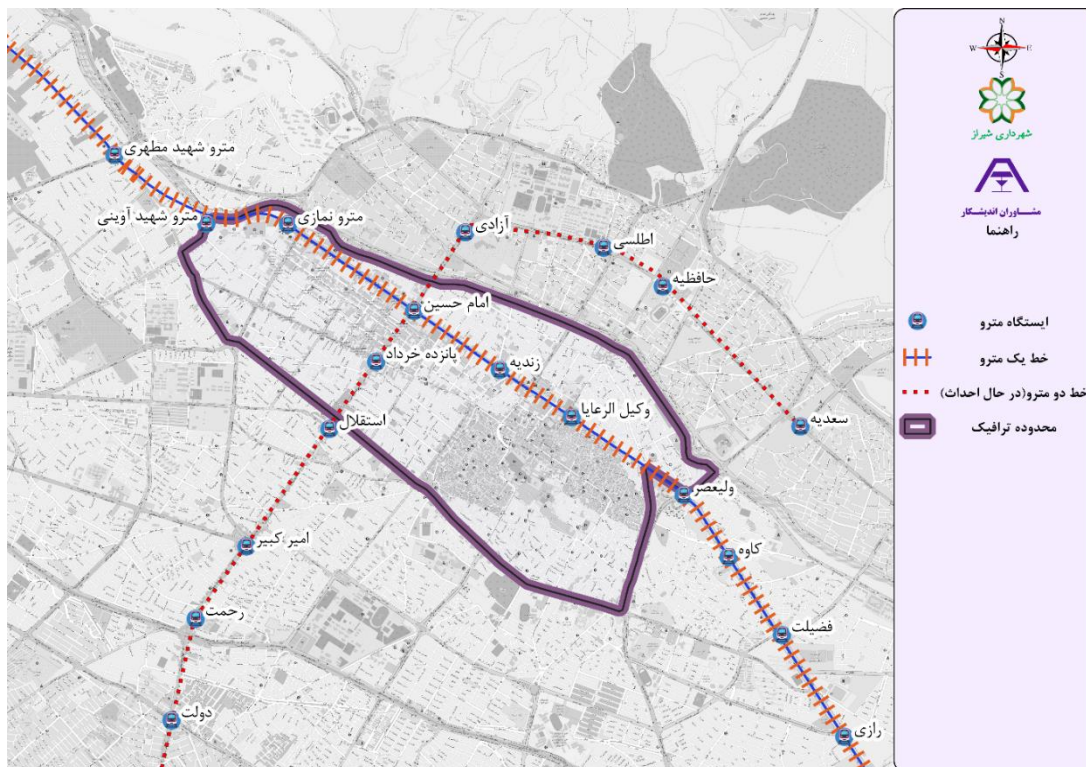 N
W
E
S
شهرداری شیراز
مشــاوران اندیشــکار
راهنما
ایستگاه مترو
خط یک مترو
خط دو مترو(در حال احداث)
محدوده ترافیک
مترو شهید مطهری
مترو شهید آوینی
مترو نمازی
آزادی
اطلسی
حافظیه
امام حسین
پانزده خرداد
زندیه
وکیل الرعایا
استقلال
سعدیه
ولیعصر
امیر کبیر
کاوه
رحمت
فضیلت
دولت
رازی